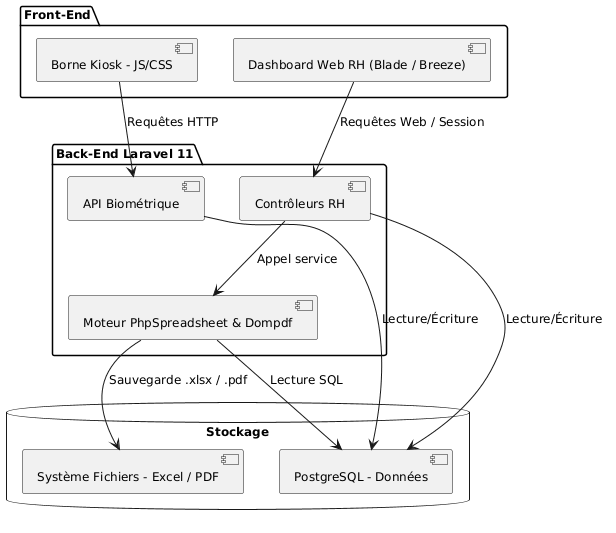 Front-End
Borne Kiosk - JS/CSS
Dashboard Web RH (Blade / Breeze)
Requêtes HTTP
Requêtes Web / Session
Back-End Laravel 11
API Biométrique
Contrôleurs RH
Appel service
Moteur PhpSpreadsheet & Dompdf
Lecture/Écriture
Lecture/Écriture
Sauvegarde .xlsx / .pdf
Lecture SQL
Stockage
Système Fichiers - Excel / PDF
PostgreSQL - Données